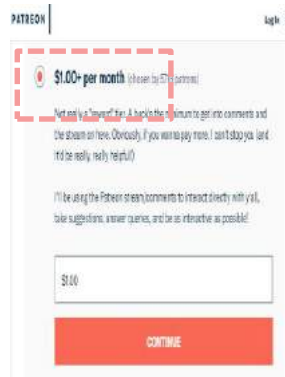 PATREON
Log In
$1.00+ per month (chosen by patrons)
Not really a "reward" tier. A buck's the minimum to get into comments and
the stream on here. Obviously, if you wanna pay more, I can't stop you (and
it'd be really, really helpful!)
I'll be using the Patreon stream/comments to interact directly with y'all,
take suggestions, answer queries, and be as interactive as possible!
$1.00
CONTINUE